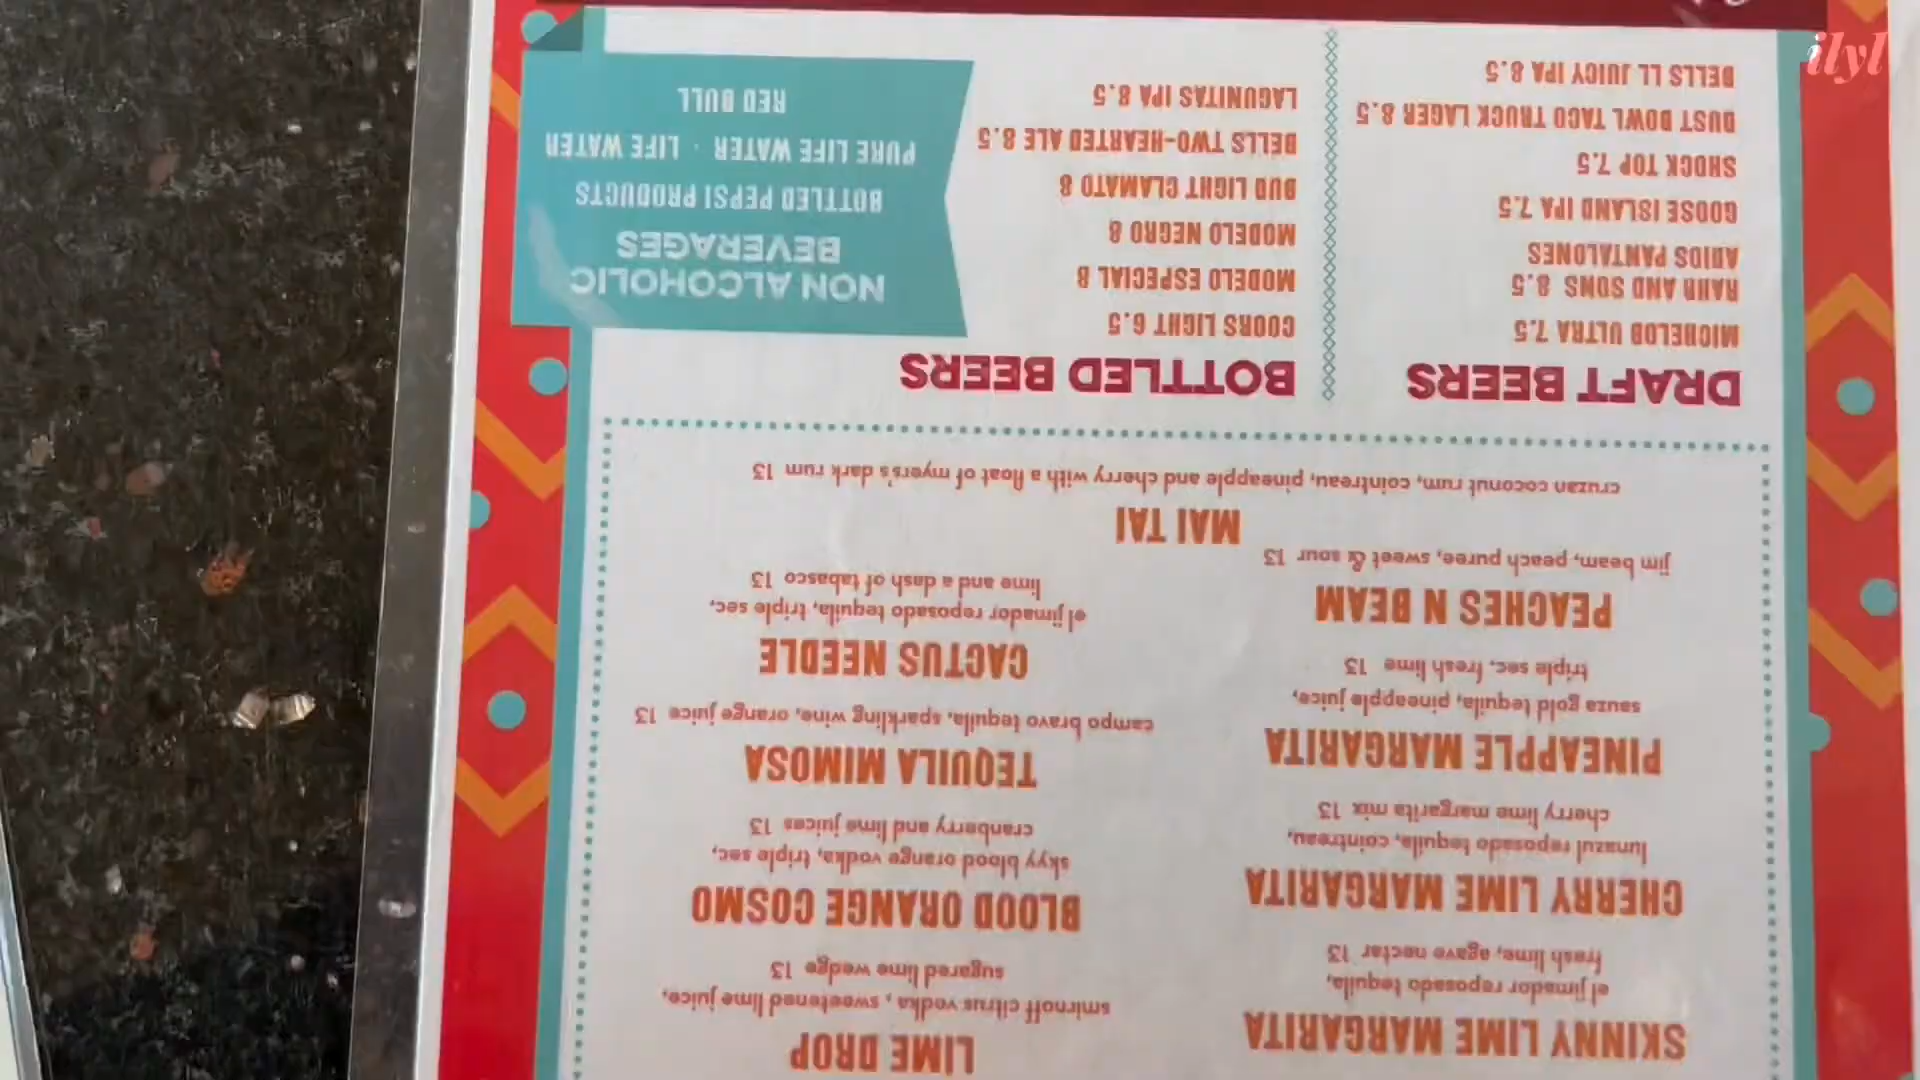 SKINNY LIME MARGARITA
el jimador reposado tequila,
fresh lime, agave nectar 13
CHERRY LIME MARGARITA
lunazul reposado tequila, cointreau,
cherry lime margarita mix 13
PINEAPPLE MARGARITA
sauza gold tequila, pineapple juice,
triple sec, fresh lime 13
PEACHES N BEAM
jim beam, peach puree, sweet & sour 13
LIME DROP
smirnoff citrus vodka, sweetened lime juice,
sugared lime wedge 13
BLOOD ORANGE COSMO
skyy blood orange vodka, triple sec,
cranberry and lime juices 13
TEQUILA MIMOSA
campo bravo tequila, sparkling wine, orange juice 13
CACTUS NEEDLE
el jimador reposado tequila, triple sec,
lime and a dash of tabasco 13
MAI TAI
cruzan coconut rum, cointreau, pineapple and cherry with a float of myers's dark rum 13
DRAFT BEERS
MICHELOB ULTRA 7.5
RAHR AND SONS 8.5
ADIOS PANTALONES
GOOSE ISLAND IPA 7.5
SHOCK TOP 7.5
DUST BOWL TACO TRUCK LAGER 8.5
BELLS LL JUICY IPA 8.5
BOTTLED BEERS
COORS LIGHT 6.5
MODELO ESPECIAL 8
MODELO NEGRO 8
BUD LIGHT CLAMATO 8
BELLS TWO-HEARTED ALE 8.5
LAGUNITAS IPA 8.5
NON ALCOHOLIC
BEVERAGES
BOTTLED PEPSI PRODUCTS
PURE LIFE WATER · LIFE WATER
RED BULL
ilyl